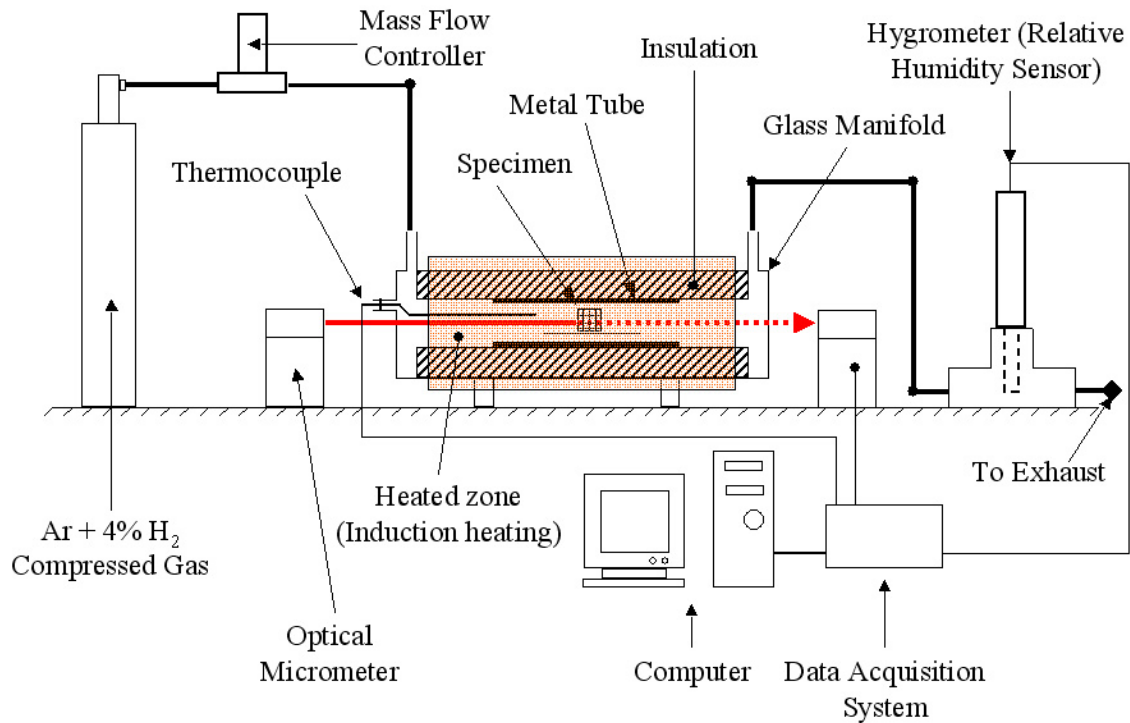 Mass Flow
Controller
Insulation
Hygrometer (Relative
Humidity Sensor)
Metal Tube
Glass Manifold
Thermocouple
Specimen
To Exhaust
Heated zone
(Induction heating)
Ar + 4% H₂
Compressed Gas
Optical
Micrometer
Computer
Data Acquisition
System